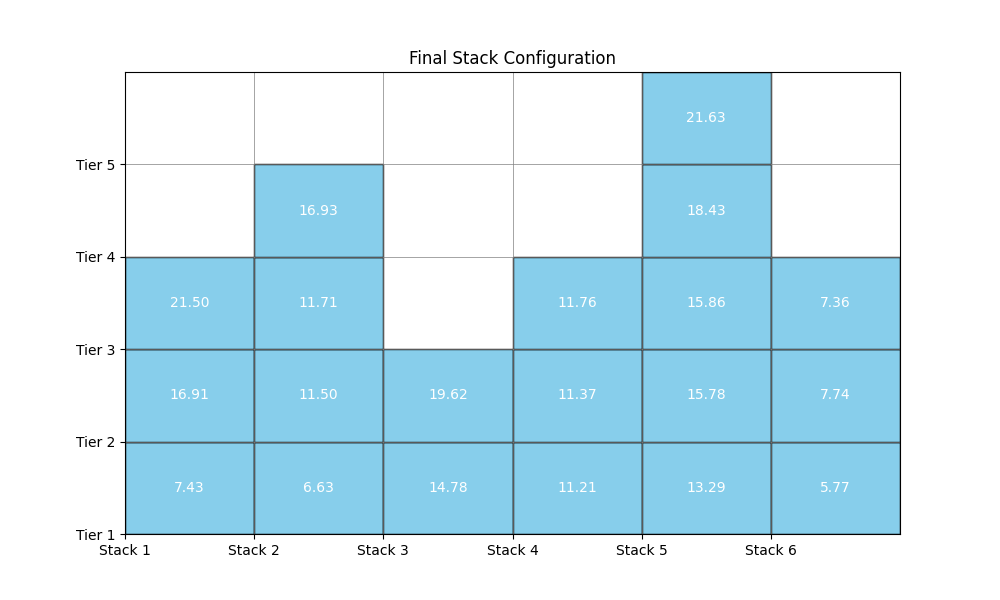 Final Stack Configuration
21.63
Tier 5
16.93 18.43
Tier 4
21.50 11.71 11.76 15.86 7.36
Tier 3
16.91 11.50 19.62 11.37 15.78 7.74
Tier 2
7.43 6.63 14.78 11.21 13.29 5.77
Tier 1
Stack 1 Stack 2 Stack 3 Stack 4 Stack 5 Stack 6